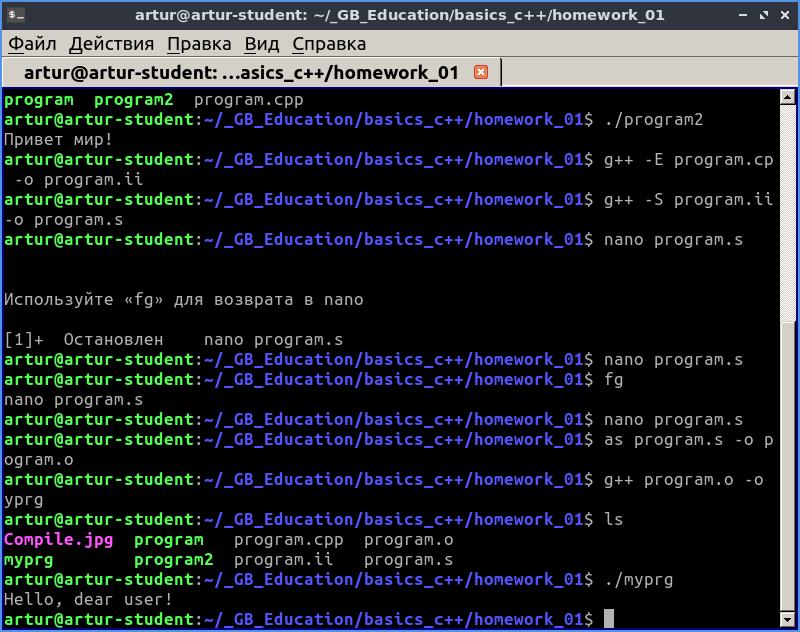 artur@artur-student: ~/_GB_Education/basics_c++/homework_01
Файл Действия Правка Вид Справка
artur@artur-student: ...asics_c++/homework_01
program  program2  program.cpp
artur@artur-student:~/_GB_Education/basics_c++/homework_01$ ./program2
Привет мир!
artur@artur-student:~/_GB_Education/basics_c++/homework_01$ g++ -E program.cp
 -o program.ii
artur@artur-student:~/_GB_Education/basics_c++/homework_01$ g++ -S program.ii
-o program.s
artur@artur-student:~/_GB_Education/basics_c++/homework_01$ nano program.s
Используйте «fg» для возврата в nano
[1]+  Остановлен    nano program.s
artur@artur-student:~/_GB_Education/basics_c++/homework_01$ nano program.s
artur@artur-student:~/_GB_Education/basics_c++/homework_01$ fg
nano program.s
artur@artur-student:~/_GB_Education/basics_c++/homework_01$ nano program.s
artur@artur-student:~/_GB_Education/basics_c++/homework_01$ as program.s -o p
ogram.o
artur@artur-student:~/_GB_Education/basics_c++/homework_01$ g++ program.o -o
yprg
artur@artur-student:~/_GB_Education/basics_c++/homework_01$ ls
Compile.jpg  program   program.cpp  program.o
myprg        program2  program.ii   program.s
artur@artur-student:~/_GB_Education/basics_c++/homework_01$ ./myprg
Hello, dear user!
artur@artur-student:~/_GB_Education/basics_c++/homework_01$